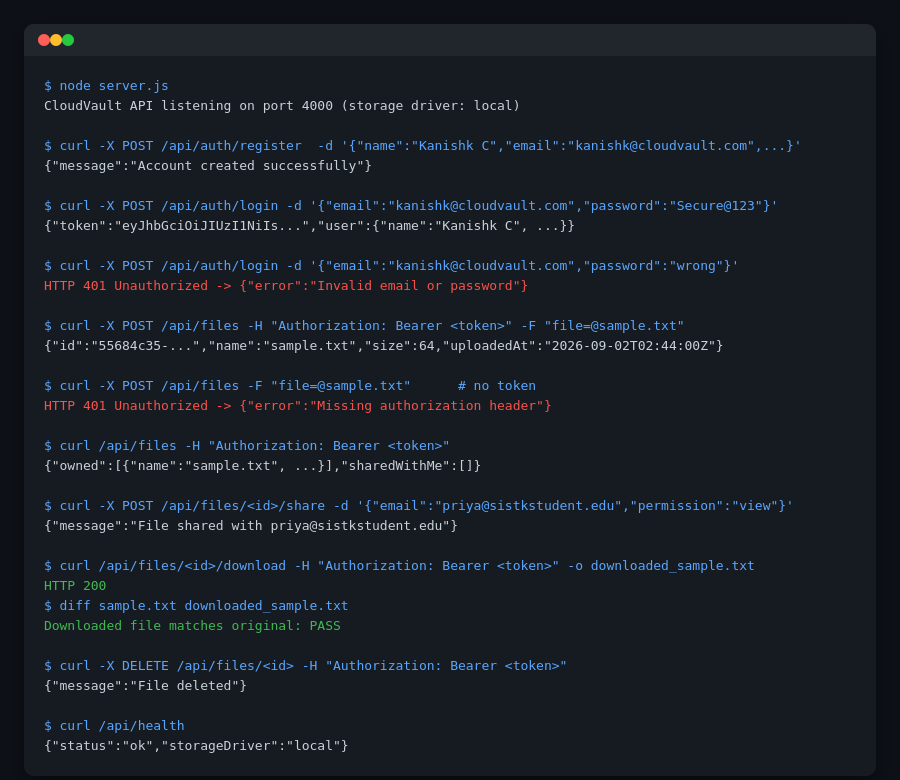 $ node server.js
CloudVault API listening on port 4000 (storage driver: local)
$ curl -X POST /api/auth/register  -d '{"name":"Kanishk C","email":"kanishk@cloudvault.com",...}'
{"message":"Account created successfully"}
$ curl -X POST /api/auth/login -d '{"email":"kanishk@cloudvault.com","password":"Secure@123"}'
{"token":"eyJhbGciOiJIUzI1NiIs...","user":{"name":"Kanishk C", ...}}
$ curl -X POST /api/auth/login -d '{"email":"kanishk@cloudvault.com","password":"wrong"}'
HTTP 401 Unauthorized -> {"error":"Invalid email or password"}
$ curl -X POST /api/files -H "Authorization: Bearer <token>" -F "file=@sample.txt"
{"id":"55684c35-...","name":"sample.txt","size":64,"uploadedAt":"2026-09-02T02:44:00Z"}
$ curl -X POST /api/files -F "file=@sample.txt"      # no token
HTTP 401 Unauthorized -> {"error":"Missing authorization header"}
$ curl /api/files -H "Authorization: Bearer <token>"
{"owned":[{"name":"sample.txt", ...}],"sharedWithMe":[]}
$ curl -X POST /api/files/<id>/share -d '{"email":"priya@sistkstudent.edu","permission":"view"}'
{"message":"File shared with priya@sistkstudent.edu"}
$ curl /api/files/<id>/download -H "Authorization: Bearer <token>" -o downloaded_sample.txt
HTTP 200
$ diff sample.txt downloaded_sample.txt
Downloaded file matches original: PASS
$ curl -X DELETE /api/files/<id> -H "Authorization: Bearer <token>"
{"message":"File deleted"}
$ curl /api/health
{"status":"ok","storageDriver":"local"}